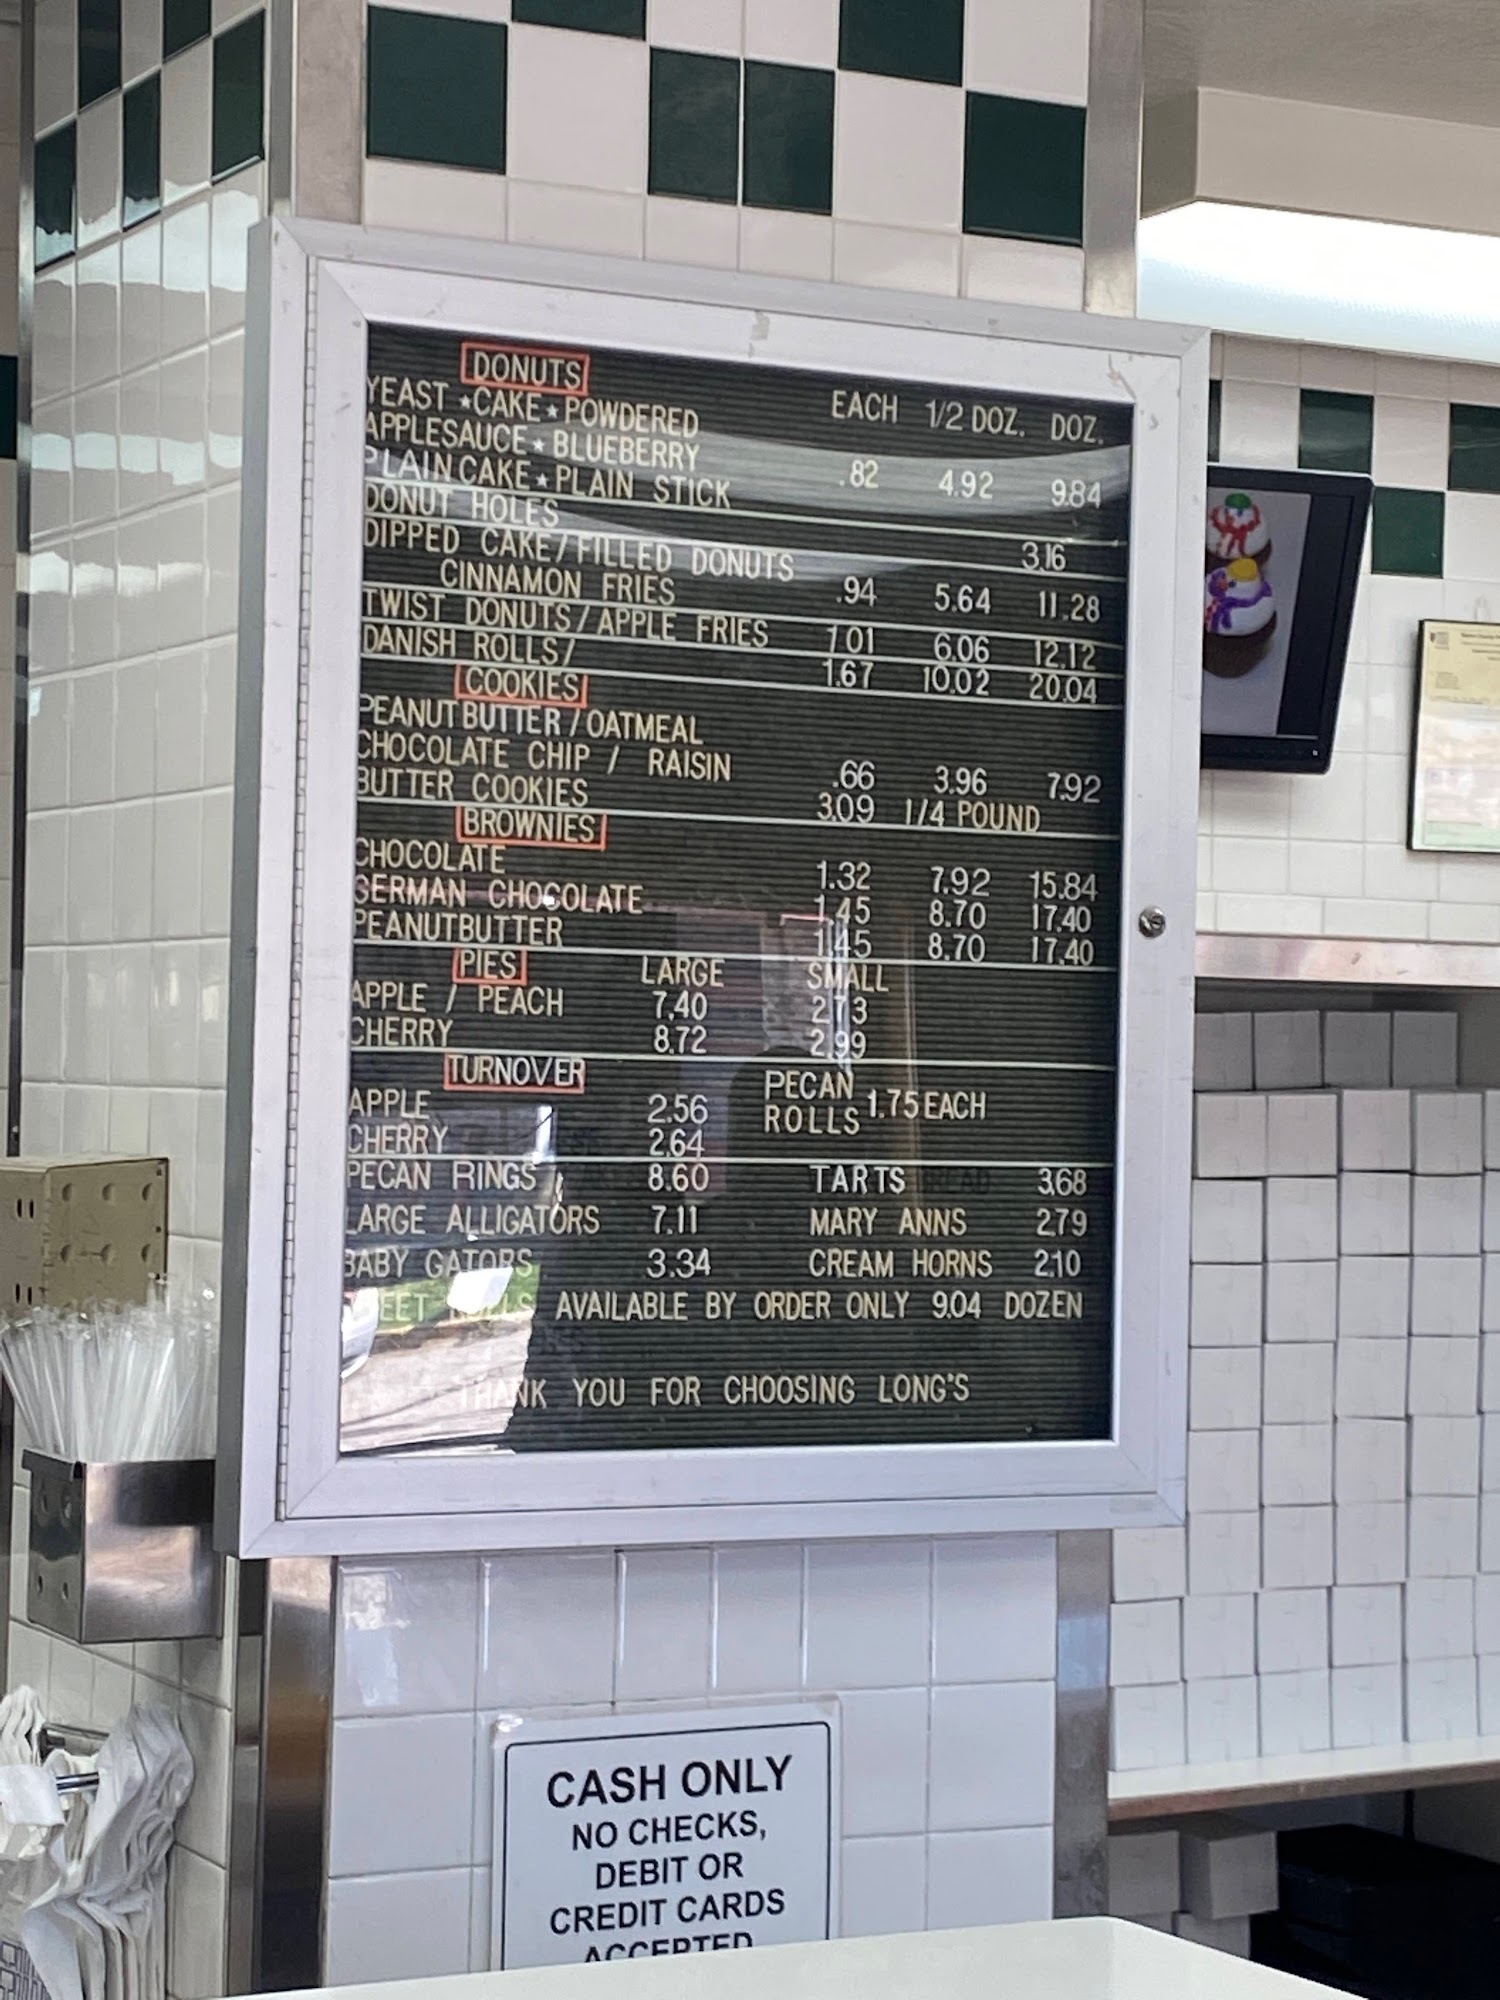 DONUTS
YEAST ★ CAKE ★ POWDERED EACH 1/2 DOZ. DOZ.
APPLESAUCE ★ BLUEBERRY
PLAIN CAKE ★ PLAIN STICK .82 4.92 9.84
DONUT HOLES 3.16
DIPPED CAKE / FILLED DONUTS
CINNAMON FRIES .94 5.64 11.28
TWIST DONUTS / APPLE FRIES 1 01 6.06 12.12
DANISH ROLLS / 1.67 10.02 20.04
COOKIES
PEANUTBUTTER / OATMEAL
CHOCOLATE CHIP / RAISIN .66 3.96 7.92
BUTTER COOKIES 3.09 1/4 POUND
BROWNIES
CHOCOLATE 1.32 7.92 15.84
GERMAN CHOCOLATE 1.45 8.70 17.40
PEANUTBUTTER 1.45 8.70 17.40
PIES LARGE SMALL
APPLE / PEACH 7.40 2.73
CHERRY 8.72 2.99
TURNOVER
APPLE 2.56
CHERRY 2.64
PECAN
ROLLS 1.75 EACH
PECAN RINGS 8.60 TARTS 3.68
LARGE ALLIGATORS 7.11 MARY ANNS 2.79
BABY GATORS 3.34 CREAM HORNS 2.10
EET ROLLS AVAILABLE BY ORDER ONLY 9.04 DOZEN
THANK YOU FOR CHOOSING LONG'S
CASH ONLY
NO CHECKS,
DEBIT OR
CREDIT CARDS
ACCEPTED